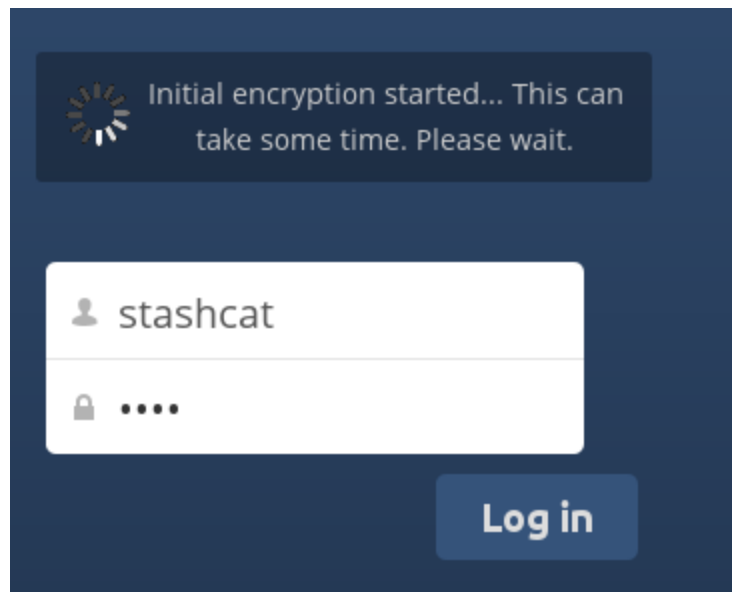 Initial encryption started... This can
take some time. Please wait.
stashcat
••••
Log in